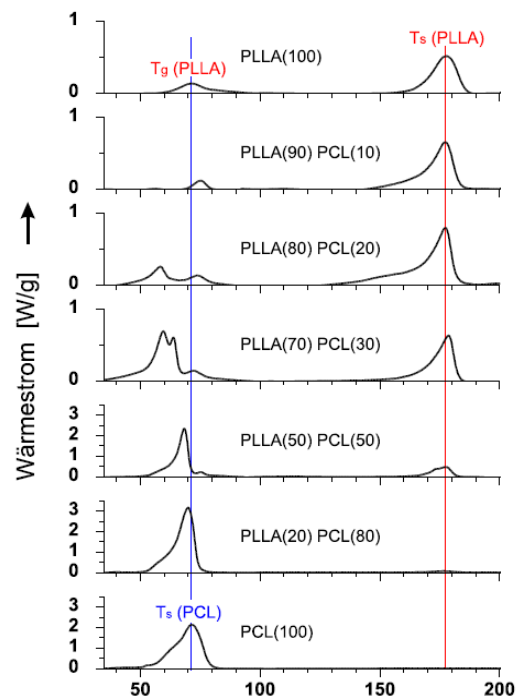 1
Tg (PLLA)
PLLA(100)
Ts (PLLA)
0
1
PLLA(90) PCL(10)
0
1
PLLA(80) PCL(20)
0
1
PLLA(70) PCL(30)
0
3
2
PLLA(50) PCL(50)
1
0
3
2
PLLA(20) PCL(80)
1
0
3
Ts (PCL)
2
PCL(100)
1
0
50 100 150 200
Wärmestrom [W/g]